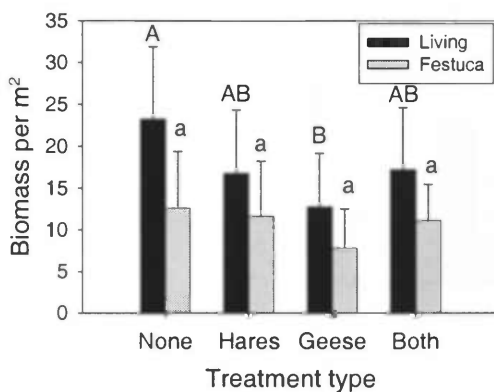 Biomass per m²
35
30
25
20
15
10
5
0
A
a
AB
a
B
a
AB
a
Living
Festuca
None Hares Geese Both
Treatment type